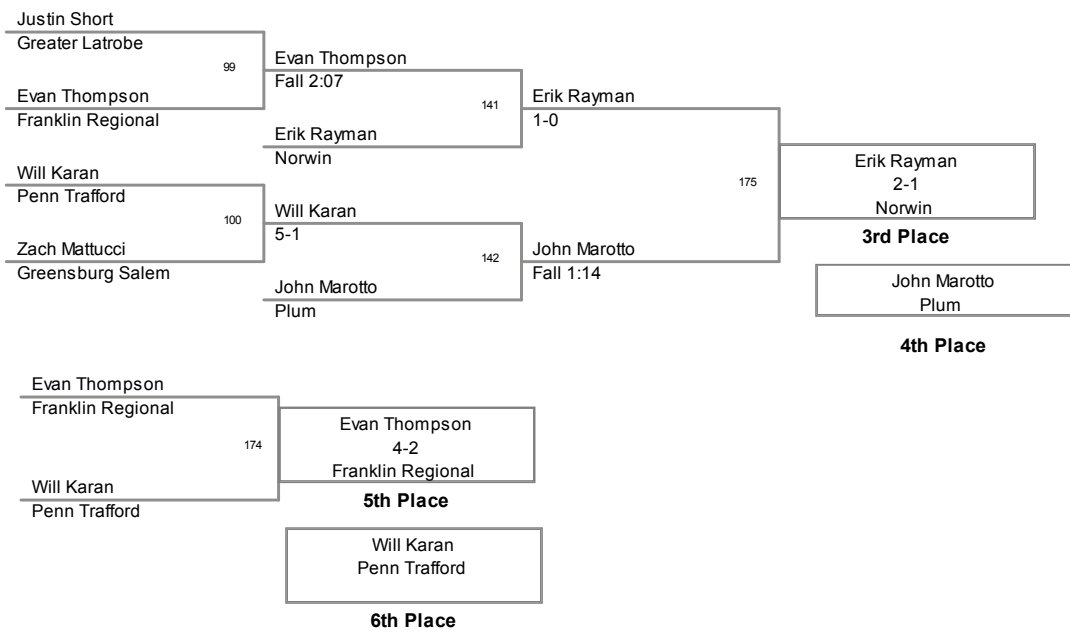 Justin Short
Greater Latrobe
99
Evan Thompson
Franklin Regional
Evan Thompson
Fall 2:07
141
Erik Rayman
Norwin
Erik Rayman
1-0
Will Karan
Penn Trafford
100
Zach Mattucci
Greensburg Salem
Will Karan
5-1
142
John Marotto
Plum
John Marotto
Fall 1:14
175
Erik Rayman
2-1
Norwin
3rd Place
John Marotto
Plum
4th Place
Evan Thompson
Franklin Regional
174
Will Karan
Penn Trafford
Evan Thompson
4-2
Franklin Regional
5th Place
Will Karan
Penn Trafford
6th Place